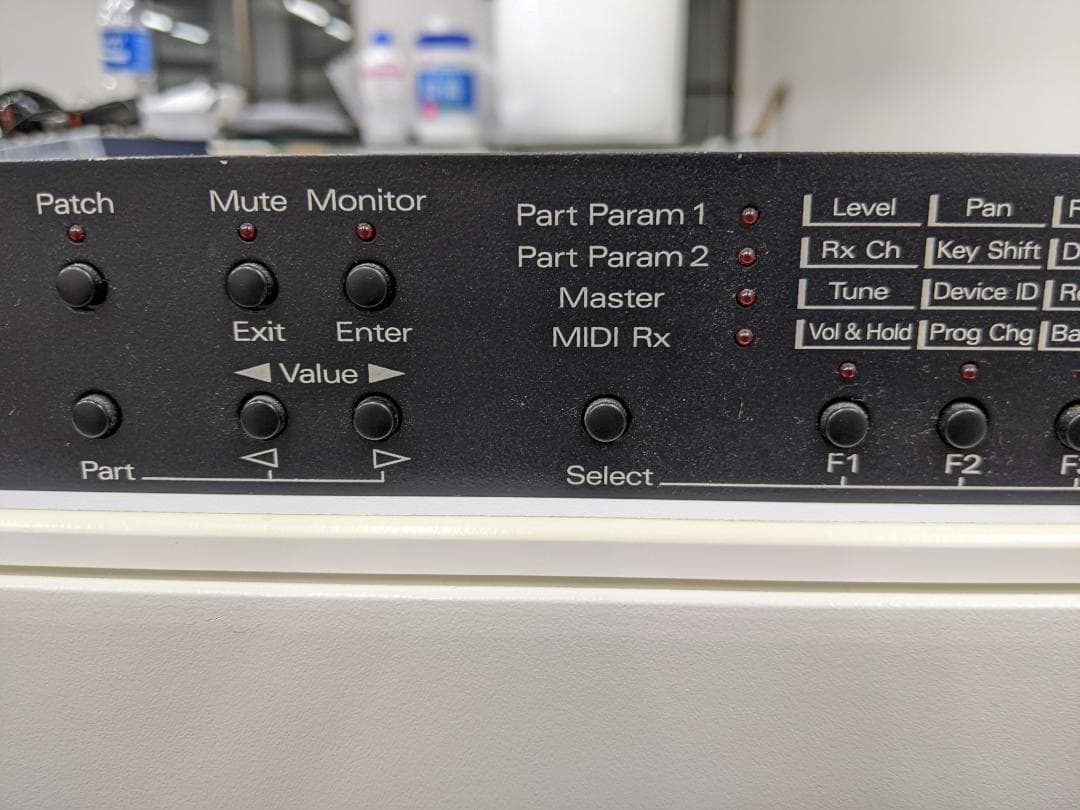 Patch
Mute Monitor
Exit Enter
Value
Part
Part Param 1
Part Param 2
Master
MIDI Rx
Select
Level Pan
Rx Ch Key Shift
Tune Device ID
Vol & Hold Prog Chg
F1 F2